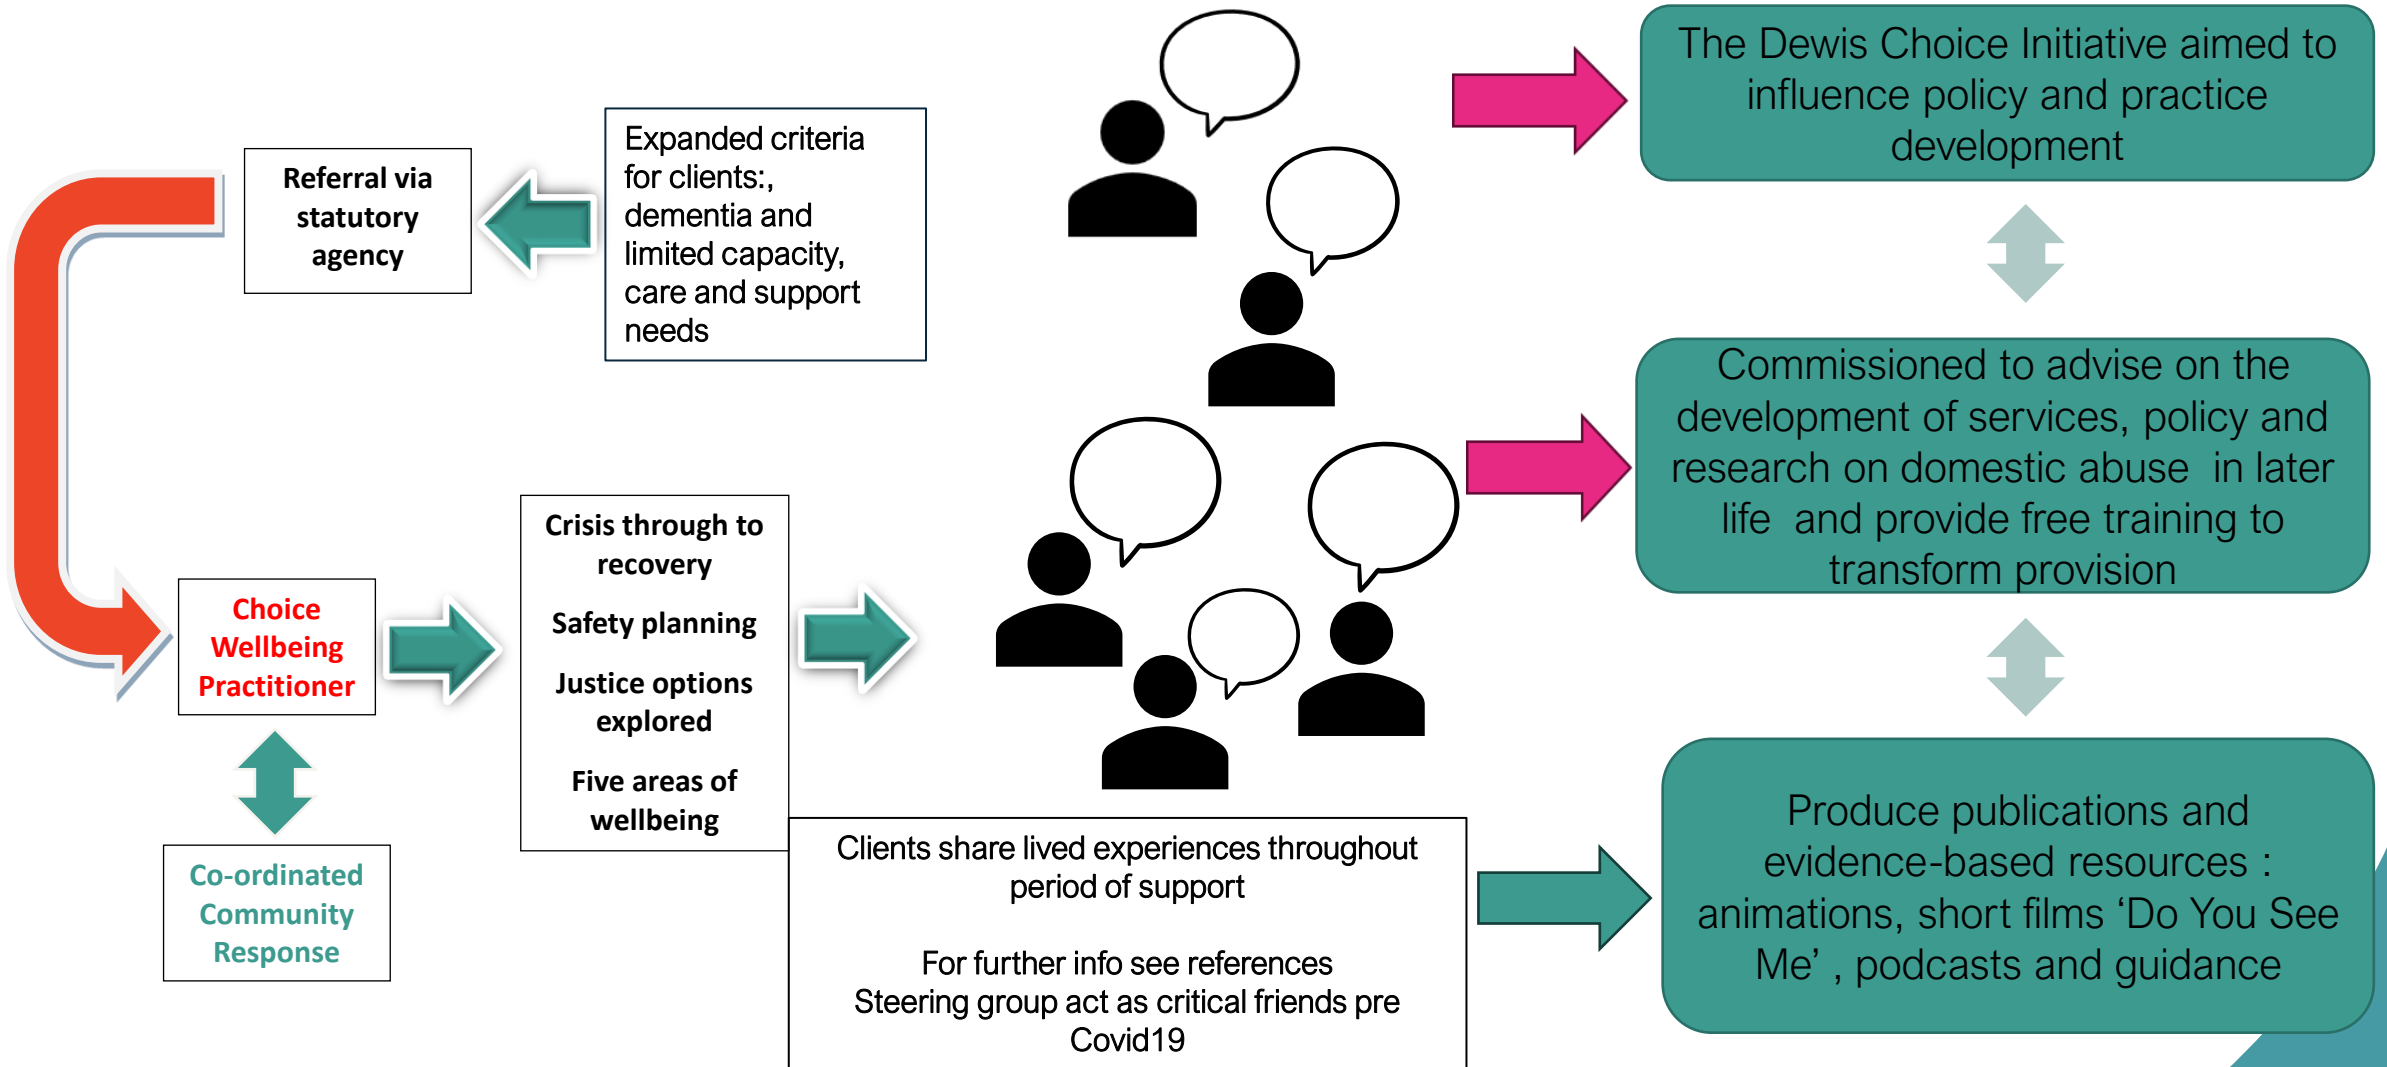 Expanded criteria
for clients:,
dementia and
limited capacity,
care and support
needs
Referral via
statutory
agency
Choice
Wellbeing
Practitioner
Co-ordinated
Community
Response
Crisis through to
recovery
Safety planning
Justice options
explored
Five areas of
wellbeing
Clients share lived experiences throughout
period of support
For further info see references
Steering group act as critical friends pre
Covid19
The Dewis Choice Initiative aimed to
influence policy and practice
development
Commissioned to advise on the
development of services, policy and
research on domestic abuse in later
life and provide free training to
transform provision
Produce publications and
evidence-based resources :
animations, short films ‘Do You See
Me’ , podcasts and guidance